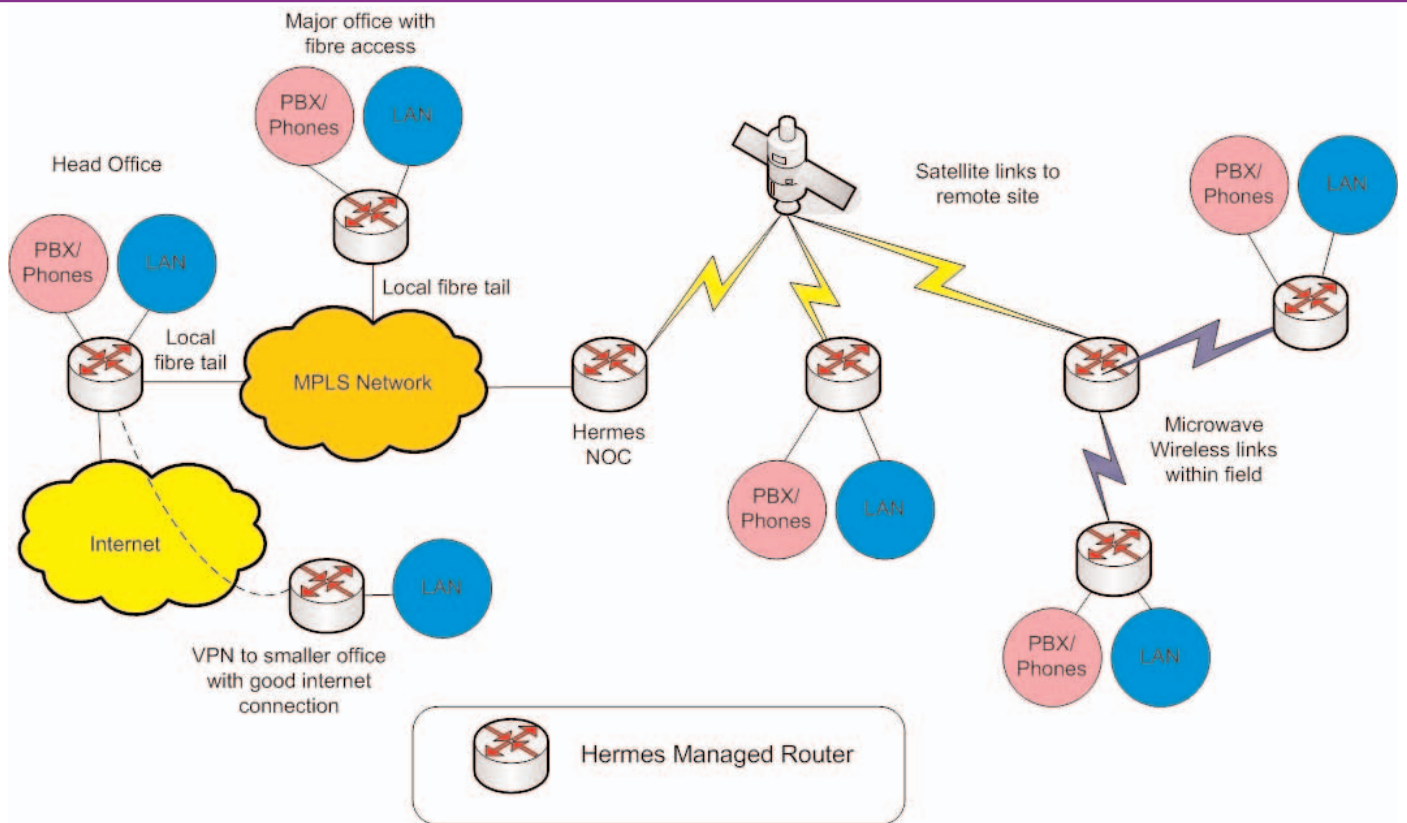 Major office with
fibre access
PBX/
Phones
LAN
Head Office
PBX/
Phones
LAN
Local fibre tail
Local
fibre tail
MPLS Network
Hermes
NOC
Satellite links to
remote site
PBX/
Phones
LAN
PBX/
Phones
LAN
Microwave
Wireless links
within field
PBX/
Phones
LAN
Internet
LAN
VPN to smaller office
with good internet
connection
Hermes Managed Router